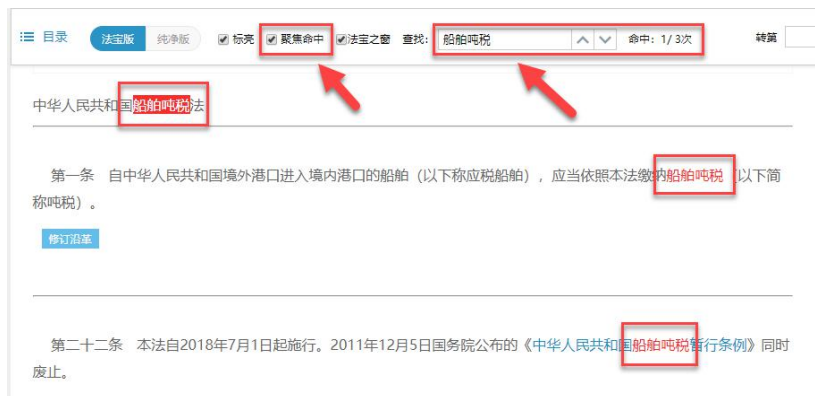 目录 法宝版 纯净版 标亮 聚焦命中 法宝之窗 查找: 船舶吨税 命中: 1/ 3次 转第
中华人民共和国船舶吨税法
第一条 自中华人民共和国境外港口进入境内港口的船舶（以下称应税船舶），应当依照本法缴纳船舶吨税（以下简
称吨税）。
修订沿革
第二十二条 本法自2018年7月1日起施行。2011年12月5日国务院公布的《中华人民共和国船舶吨税暂行条例》同时
废止。